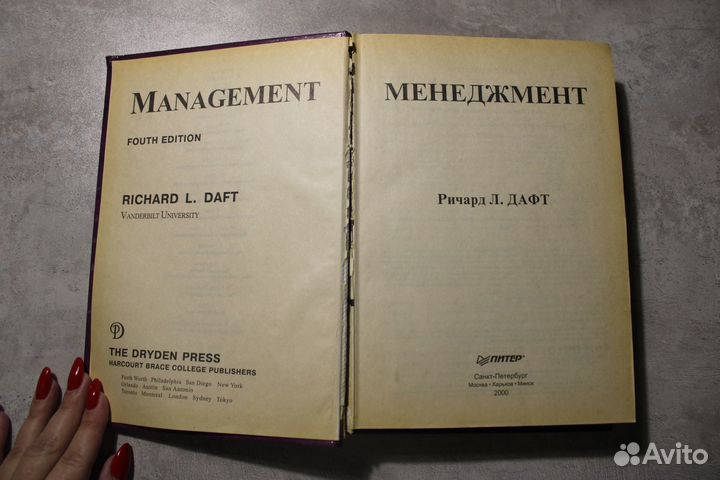 MANAGEMENT
FOUTH EDITION
RICHARD L. DAFT
VANDERBILT UNIVERSITY
THE DRYDEN PRESS
HARCOURT BRACE COLLEGE PUBLISHERS
Forth Worth Philadelphia San Diego New York
Orlando Austin San Antonio
Toronto Montreal London Sydney Tokyo
МЕНЕДЖМЕНТ
Ричард Л. ДАФТ
ПИТЕР
Санкт-Петербург
Москва • Харьков • Минск
2000
Avito